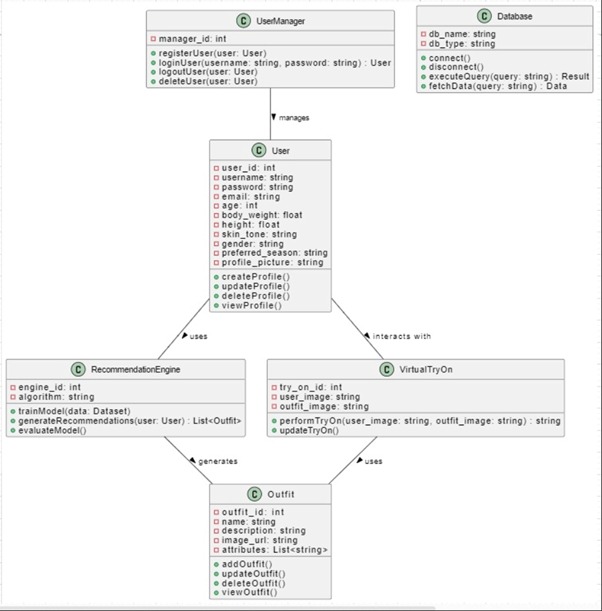 C UserManager
manager_id: int
registerUser(user: User)
loginUser(username: string, password: string) : User
logoutUser(user: User)
deleteUser(user: User)
C Database
db_name: string
db_type: string
connect()
disconnect()
executeQuery(query: string) : Result
fetchData(query: string) : Data
manages
C User
user_id: int
username: string
password: string
email: string
age: int
body_weight: float
height: float
skin_tone: string
gender: string
preferred_season: string
profile_picture: string
createProfile()
updateProfile()
deleteProfile()
viewProfile()
uses
interacts with
C RecommendationEngine
engine_id: int
algorithm: string
trainModel(data: Dataset)
generateRecommendations(user: User) : List<Outfit>
evaluateModel()
C VirtualTryOn
try_on_id: int
user_image: string
outfit_image: string
performTryOn(user_image: string, outfit_image: string) : string
updateTryOn()
generates
uses
C Outfit
outfit_id: int
name: string
description: string
image_url: string
attributes: List<string>
addOutfit()
updateOutfit()
deleteOutfit()
viewOutfit()